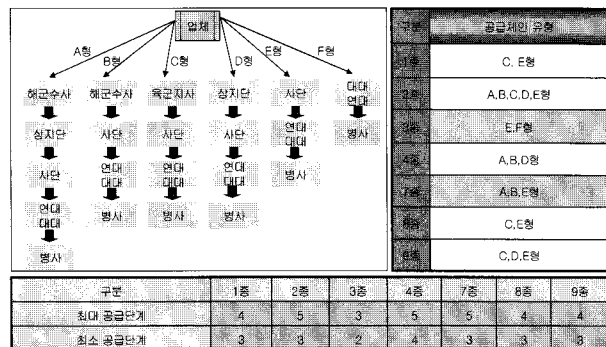 업체
A형 B형 C형 D형 E형 F형
해군수사 해군수사 육군지사 상지단 사단 대대
연대
상지단 사단 사단 사단 연대
대대 병사
사단 연대
대대 연대
대대 연대
대대 병사
연대
대대 병사 병사 병사
병사
구분 공급체인 유형
1종 C, E형
2종 A,B,C,D,E형
3종 E,F형
4종 A,B,D형
7종 A,B,E형
8종 C,E형
C,D,E형
구분 1종 2종 3종 4종 7종 8종 9종
최대 공급단계 4 5 3 5 5 4 4
최소 공급단계 3 3 2 4 3 3 3